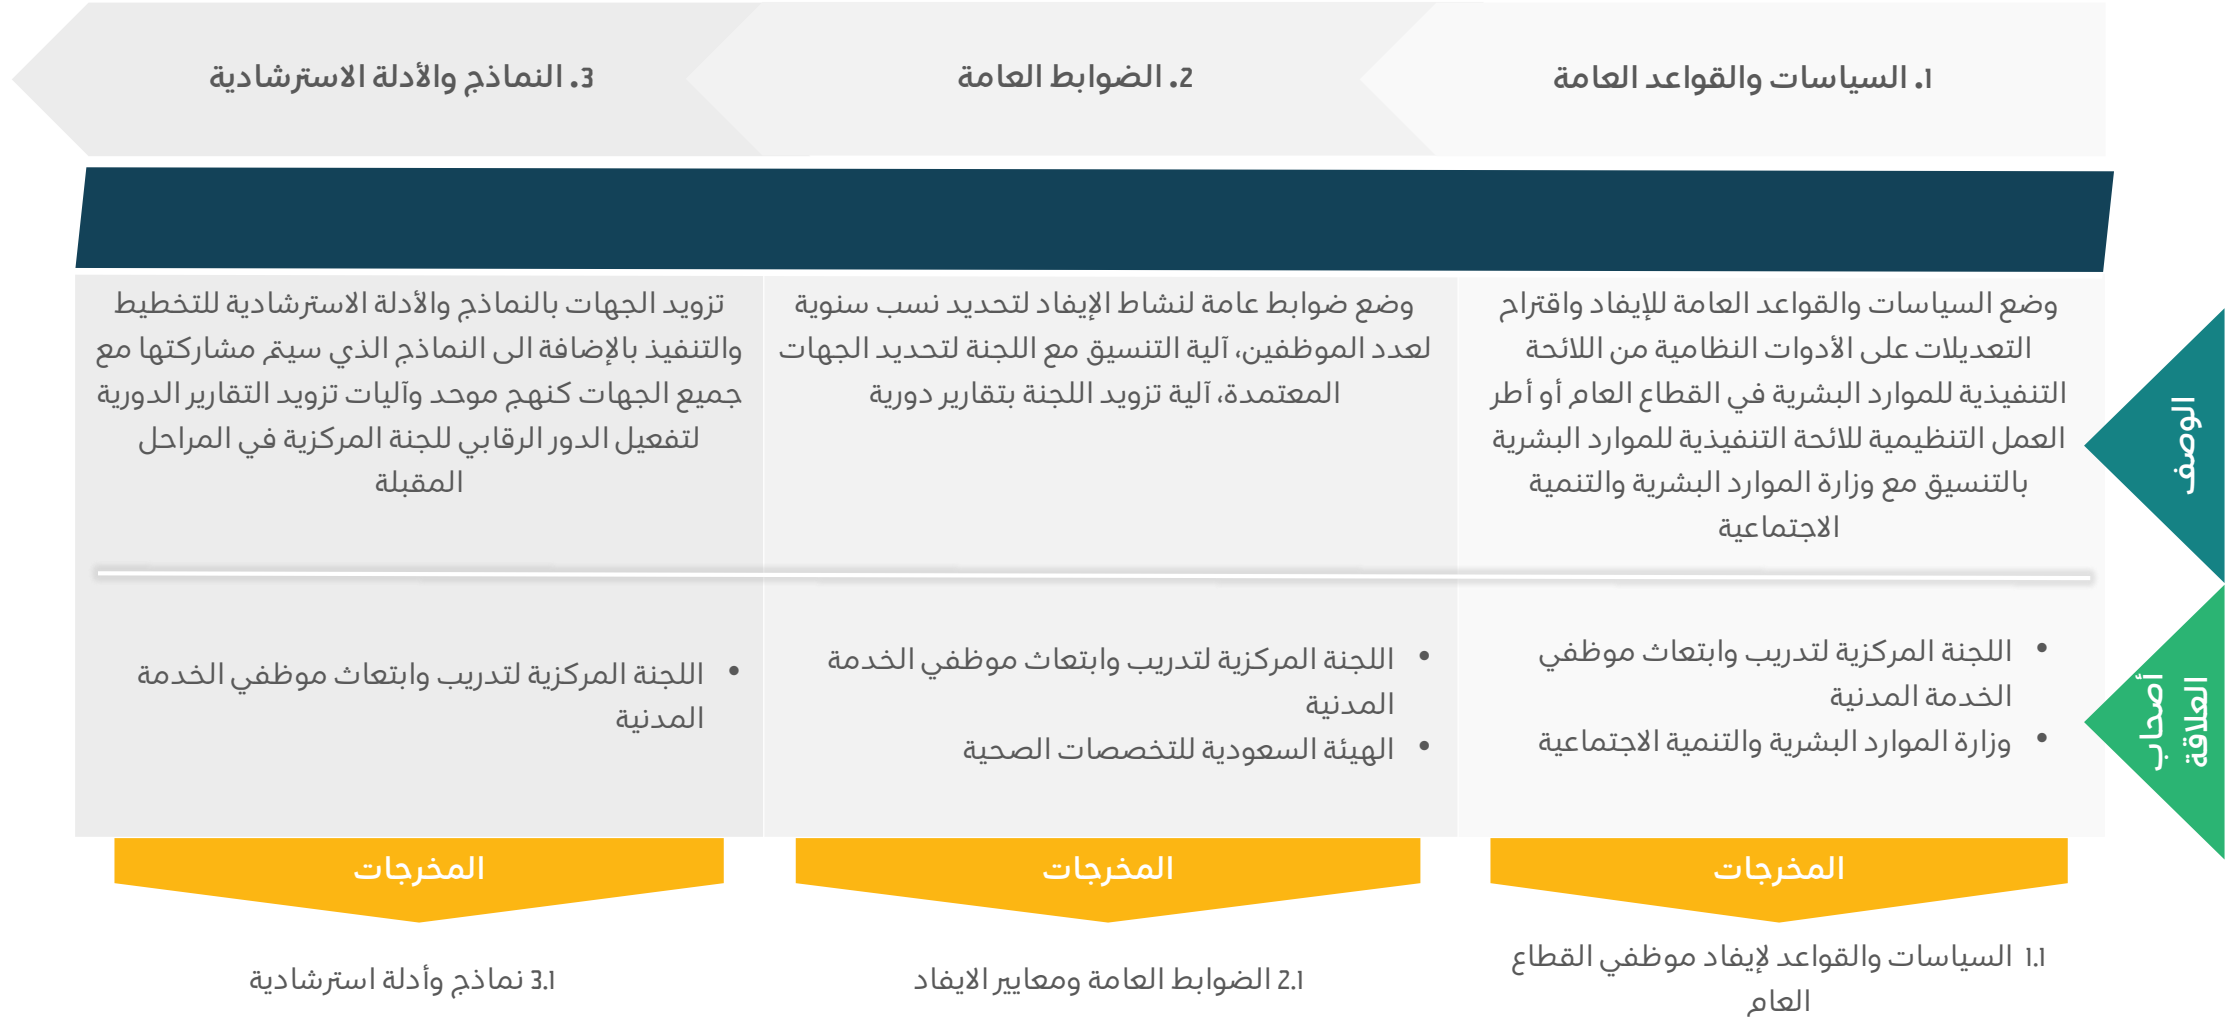 1. السياسات والقواعد العامة
2. الضوابط العامة
3. النماذج والأدلة الاسترشادية
الوصف
وضع السياسات والقواعد العامة للإيفاد واقتراح
التعديلات على الأدوات النظامية من اللائحة
التنفيذية للموارد البشرية في القطاع العام أو أطر
العمل التنظيمية للائحة التنفيذية للموارد البشرية
بالتنسيق مع وزارة الموارد البشرية والتنمية
الاجتماعية
وضع ضوابط عامة لنشاط الإيفاد لتحديد نسب سنوية
لعدد الموظفين، آلية التنسيق مع اللجنة لتحديد الجهات
المعتمدة، آلية تزويد اللجنة بتقارير دورية
تزويد الجهات بالنماذج والأدلة الاسترشادية للتخطيط
والتنفيذ بالإضافة الى النماذج الذي سيتم مشاركتها مع
جميع الجهات كنهج موحد وآليات تزويد التقارير الدورية
لتفعيل الدور الرقابي للجنة المركزية في المراحل
المقبلة
أصحاب
العلاقة
• اللجنة المركزية لتدريب وابتعاث موظفي
الخدمة المدنية
• وزارة الموارد البشرية والتنمية الاجتماعية
• اللجنة المركزية لتدريب وابتعاث موظفي الخدمة
المدنية
• الهيئة السعودية للتخصصات الصحية
• اللجنة المركزية لتدريب وابتعاث موظفي الخدمة
المدنية
المخرجات
المخرجات
المخرجات
1.1 السياسات والقواعد لإيفاد موظفي القطاع
العام
2.1 الضوابط العامة ومعايير الايفاد
3.1 نماذج وأدلة استرشادية